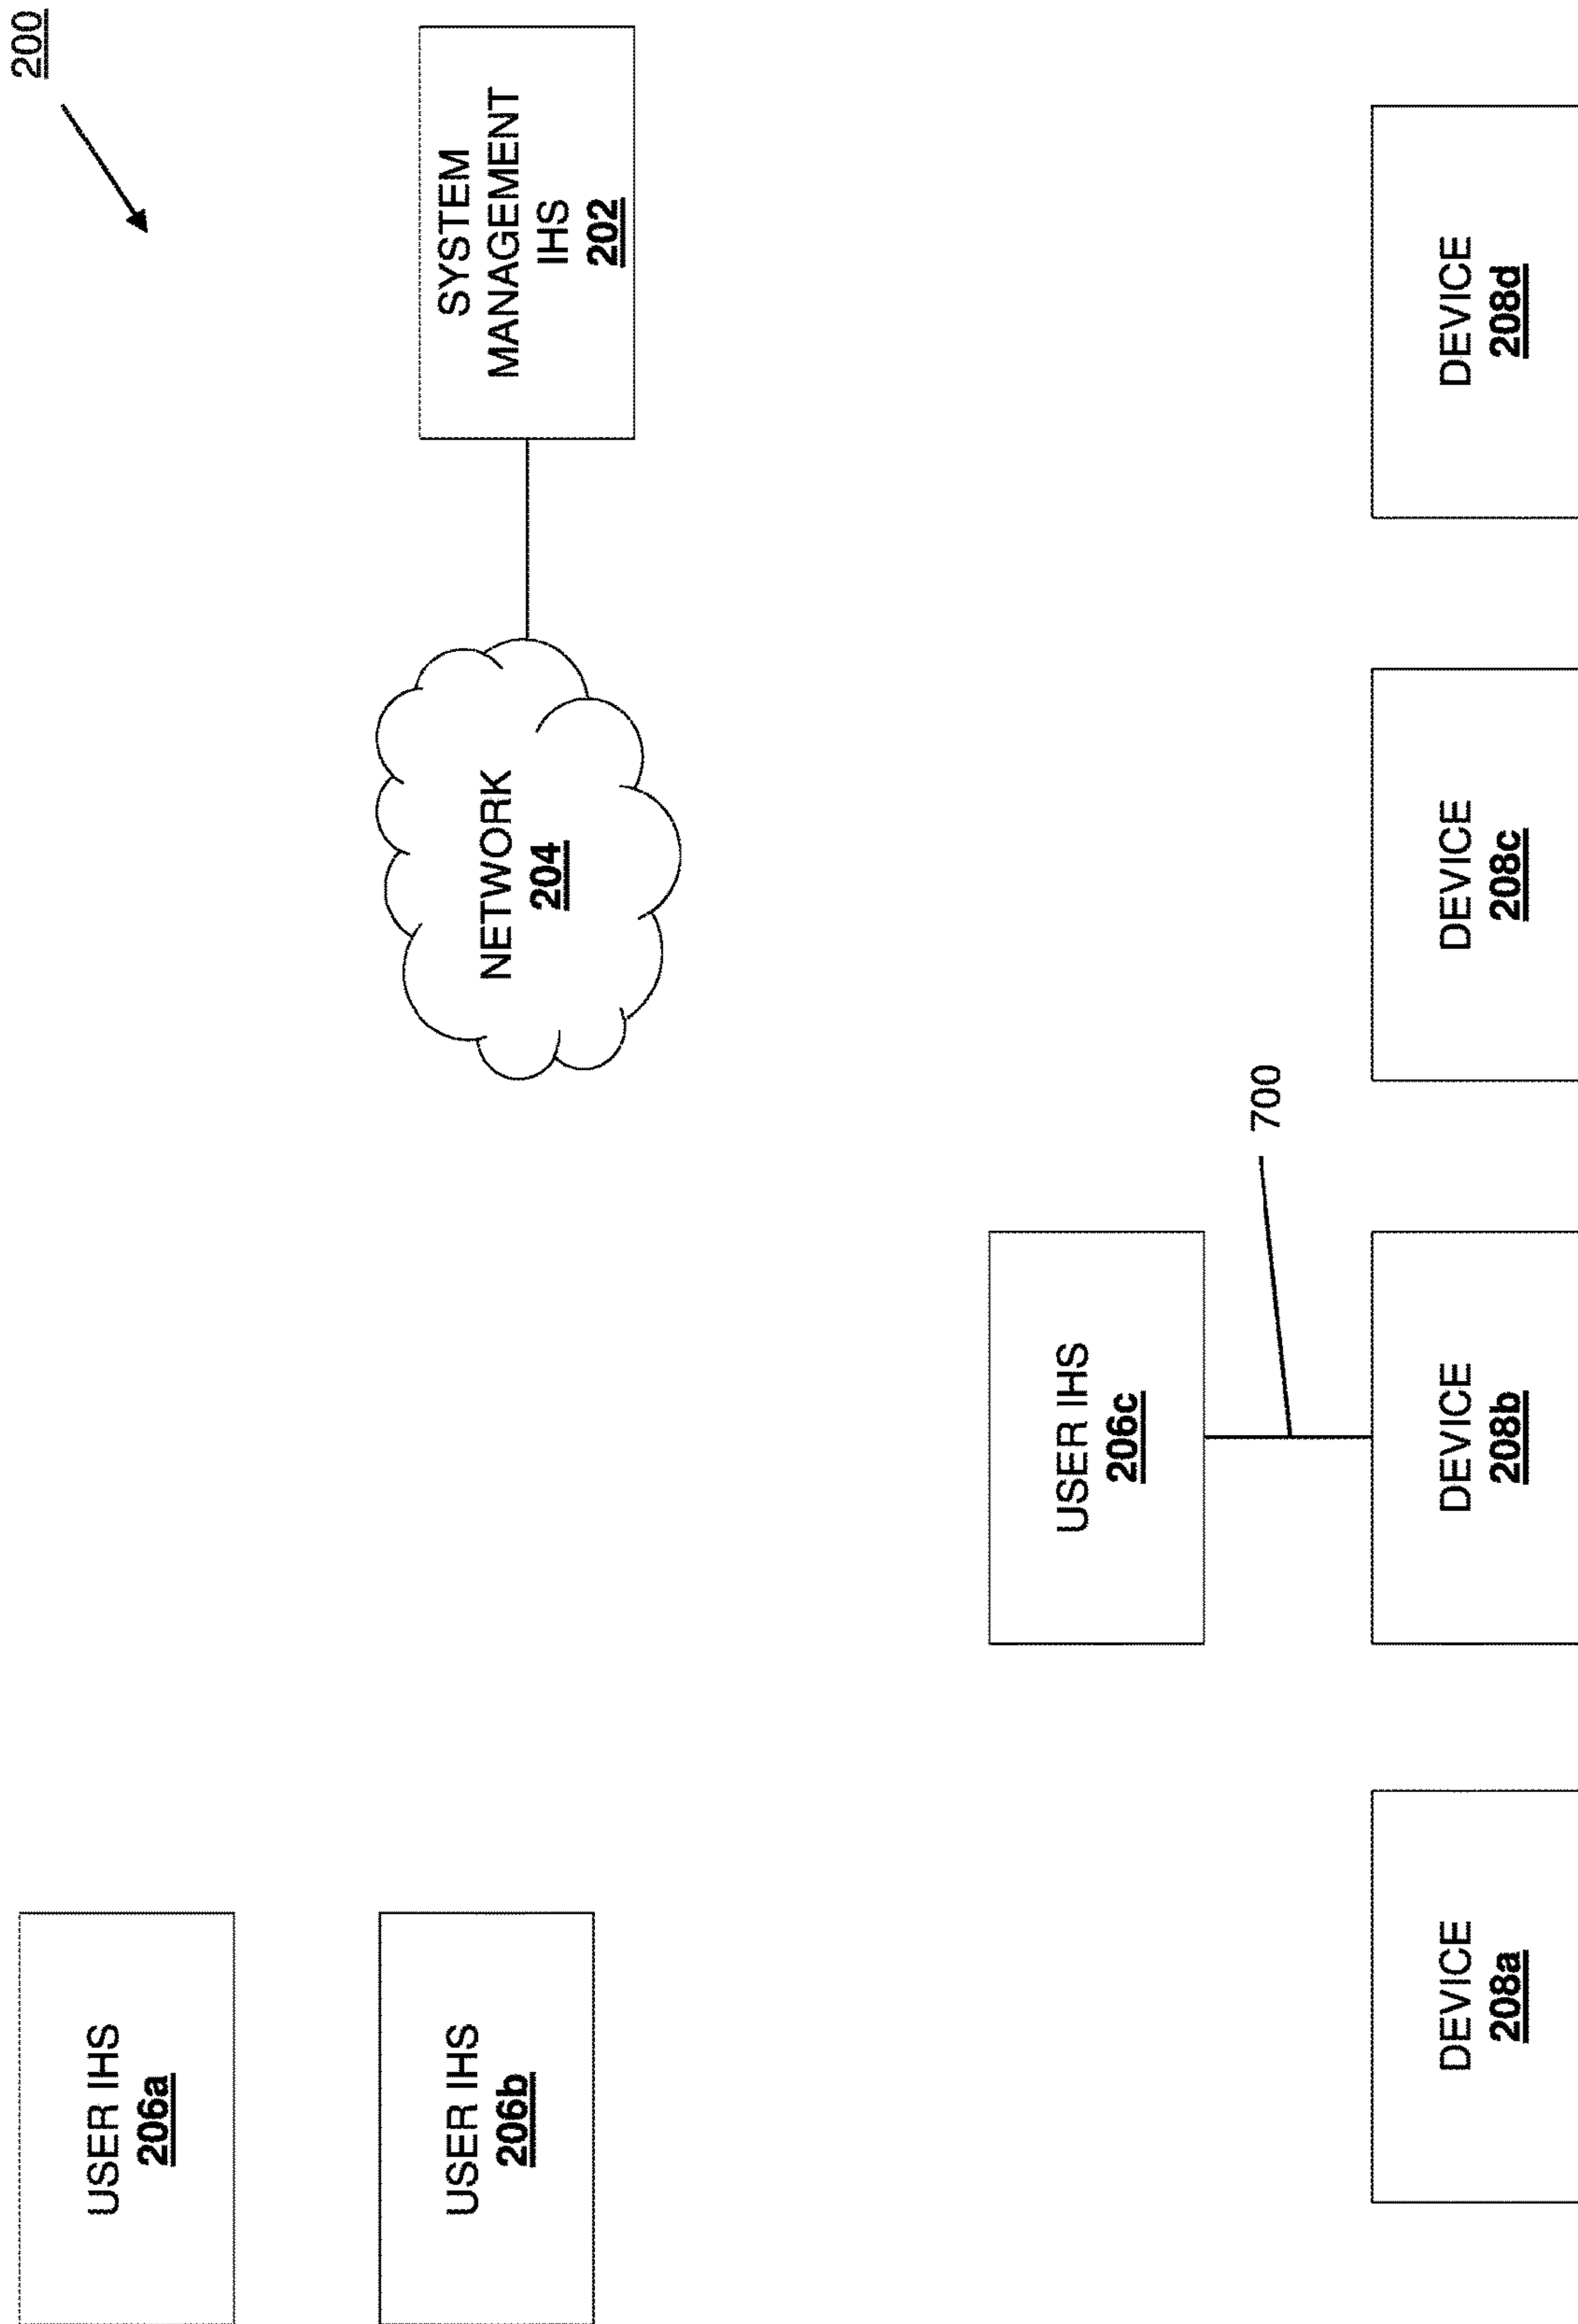 200
USER IHS
206a
USER IHS
206b
NETWORK
204
SYSTEM
MANAGEMENT
IHS
202
USER IHS
206c
700
DEVICE
208a
DEVICE
208b
DEVICE
208c
DEVICE
208d